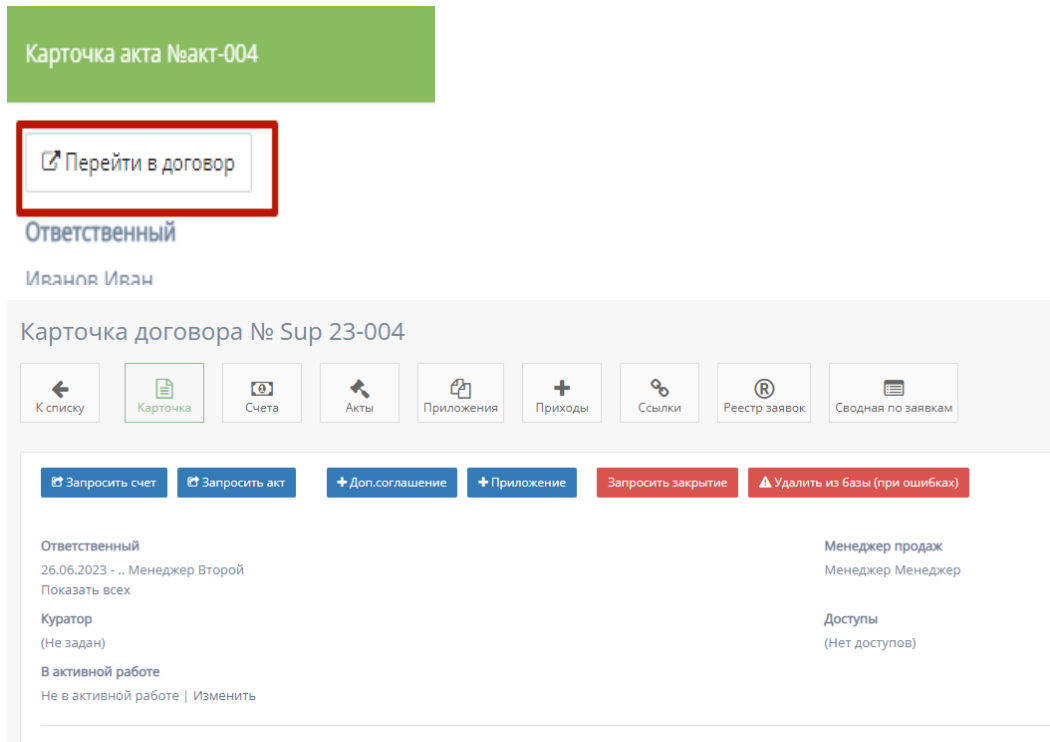 Карточка акта №акт-004
Перейти в договор
Ответственный
Иванов Иван
Карточка договора № Sup 23-004
К списку Карточка Счета Акты Приложения Приходы Ссылки Реестр заявок Сводная по заявкам
Запросить счет Запросить акт Доп.соглашение Приложение Запросить закрытие Удалить из базы (при ошибках)
Ответственный Менеджер продаж
26.06.2023 - .. Менеджер Второй Менеджер Менеджер
Показать всех
Куратор Доступы
(Не задан) (Нет доступов)
В активной работе
Не в активной работе | Изменить